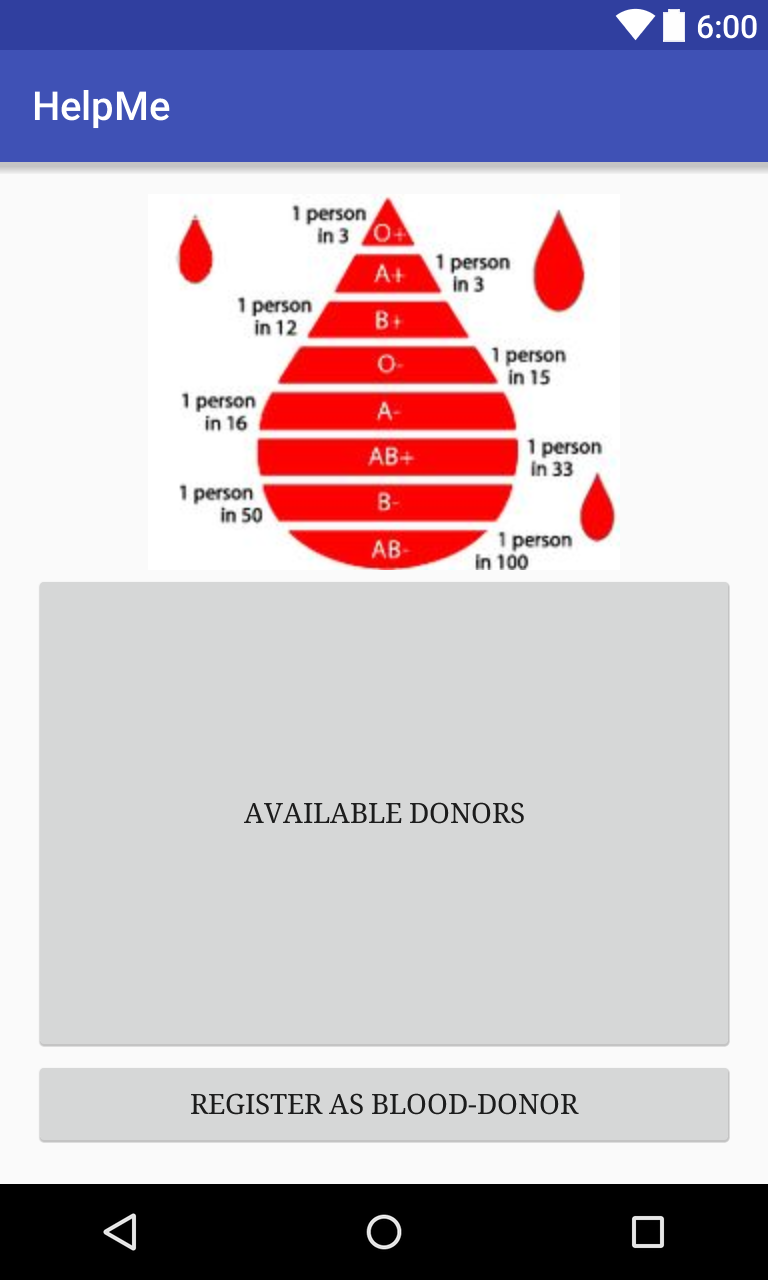 6:00
HelpMe
1 person
in 3
O+
A+
1 person
in 3
1 person
in 12
B+
O-
1 person
in 15
1 person
in 16
A-
AB+
1 person
in 33
1 person
in 50
B-
AB-
1 person
in 100
AVAILABLE DONORS
REGISTER AS BLOOD-DONOR